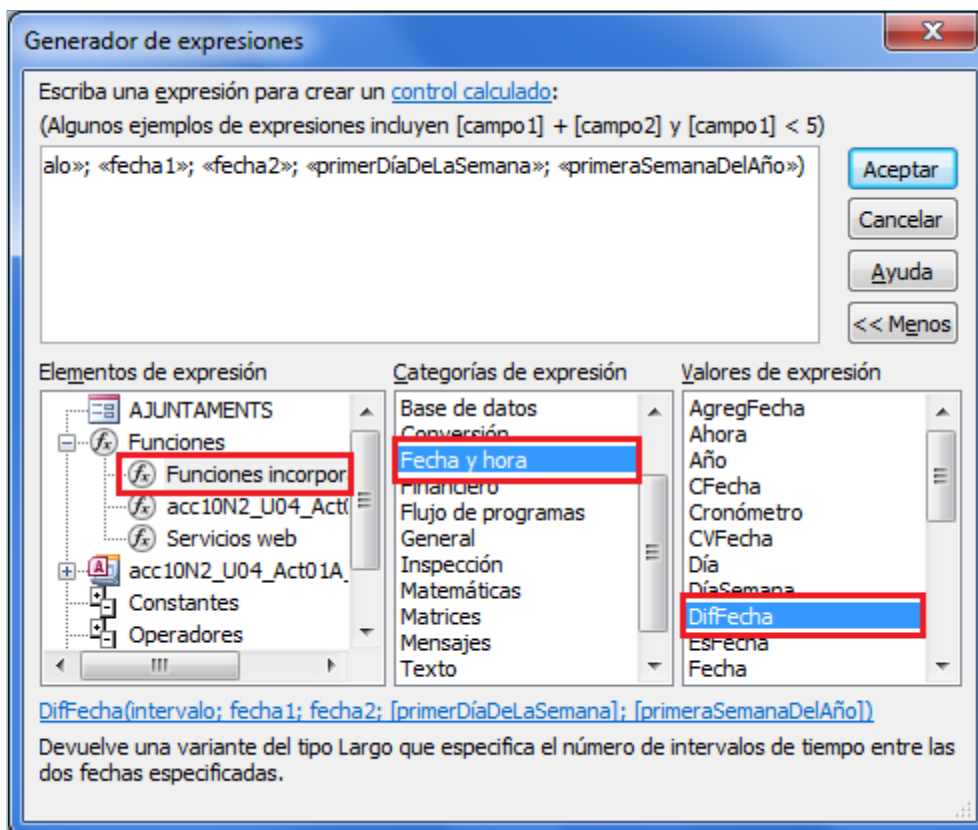 Generador de expresiones
Escriba una expresión para crear un control calculado:
(Algunos ejemplos de expresiones incluyen [campo1] + [campo2] y [campo1] < 5)
alo»; «fecha1»; «fecha2»; «primerDíaDeLaSemana»; «primeraSemanaDelAño»)
Aceptar
Cancelar
Ayuda
<< Menos
Elementos de expresión
AJUNTAMENTS
Funciones
Funciones incorpor
acc10N2_U04_Act(
Servicios web
acc10N2_U04_Act01A_
Constantes
Operadores
Categorías de expresión
Base de datos
Conversión
Fecha y hora
Financiero
Flujo de programas
General
Inspección
Matemáticas
Matrices
Mensajes
Texto
Valores de expresión
AgregFecha
Ahora
Año
CFecha
Cronómetro
CVFecha
Día
DíaSemana
DifFecha
EsFecha
Fecha
DifFecha(intervalo; fecha1; fecha2; [primerDíaDeLaSemana]; [primeraSemanaDelAño])
Devuelve una variante del tipo Largo que especifica el número de intervalos de tiempo entre las
dos fechas especificadas.